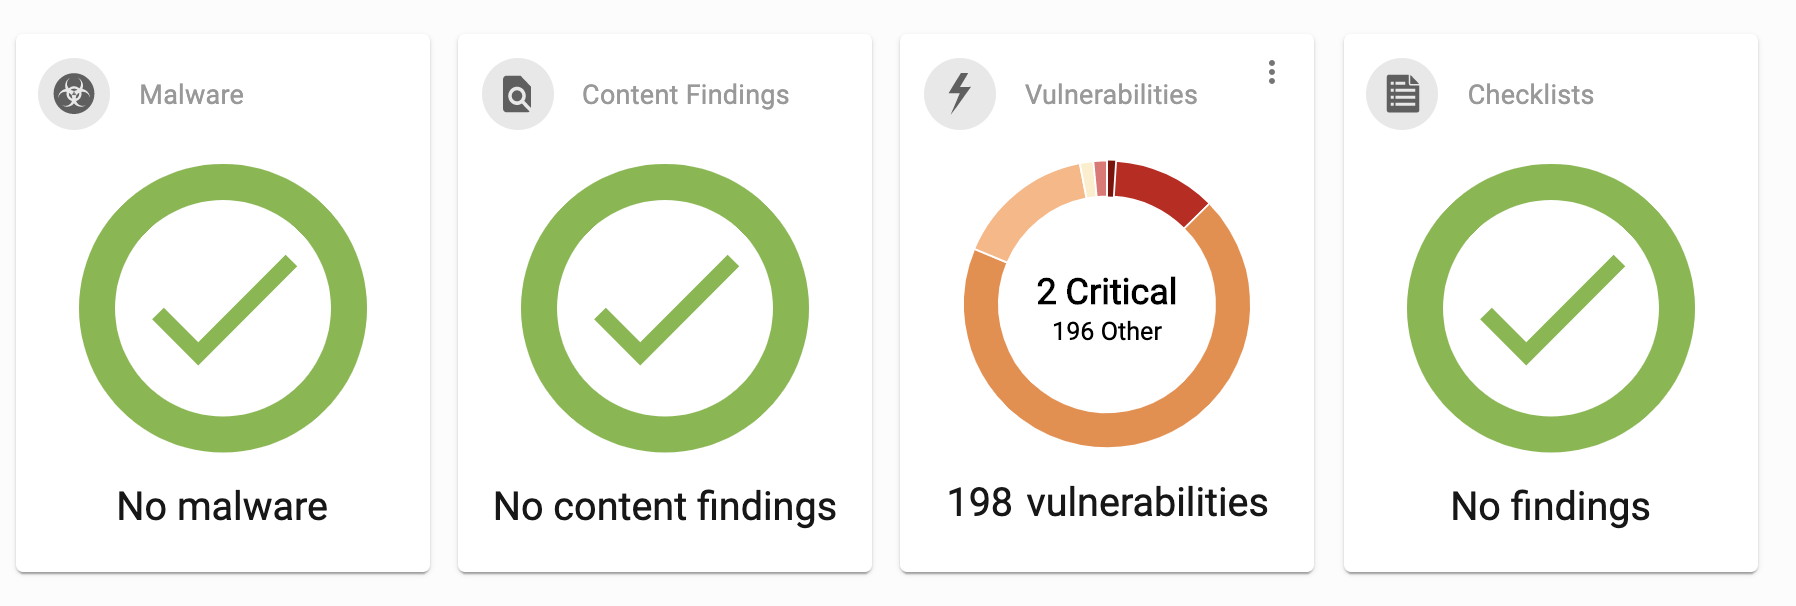 Malware
No malware
Content Findings
No content findings
Vulnerabilities
2 Critical
196 Other
198 vulnerabilities
Checklists
No findings